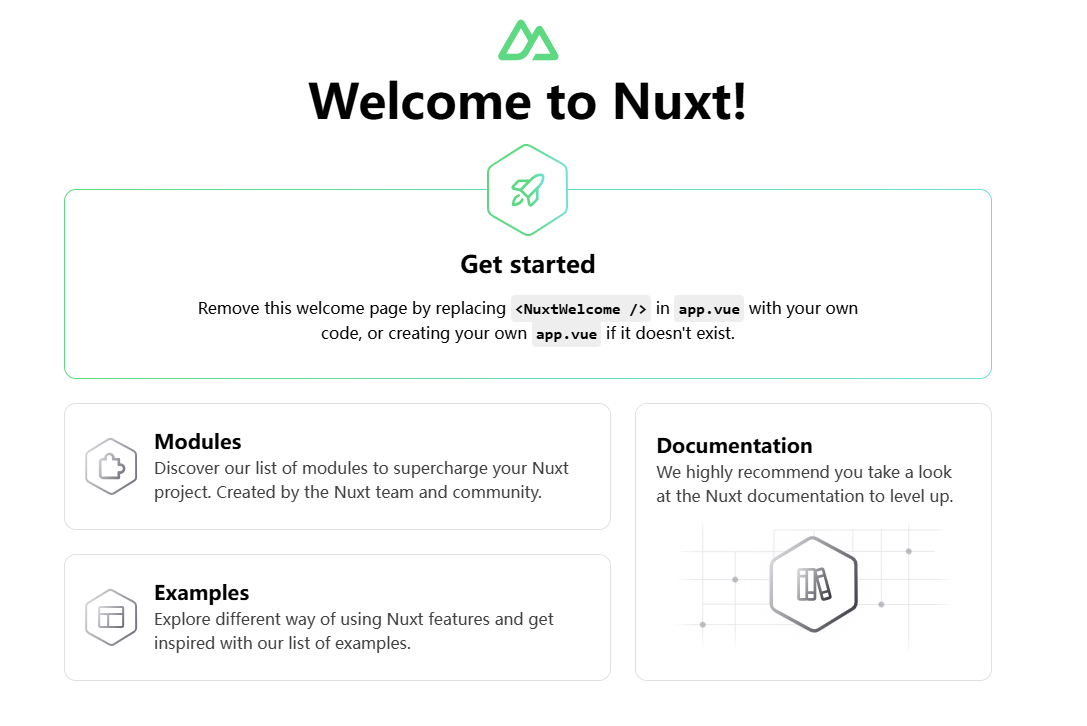 Welcome to Nuxt!
Get started
Remove this welcome page by replacing <NuxtWelcome /> in app.vue with your own
code, or creating your own app.vue if it doesn't exist.
Modules
Discover our list of modules to supercharge your Nuxt
project. Created by the Nuxt team and community.
Documentation
We highly recommend you take a look
at the Nuxt documentation to level up.
Examples
Explore different way of using Nuxt features and get
inspired with our list of examples.